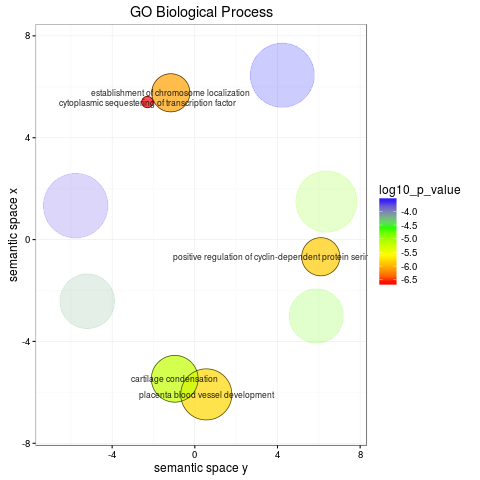 GO Biological Process
8
4
0
-4
-8
semantic space x
establishment of chromosome localization
cytoplasmic sequestering of transcription factor
positive regulation of cyclin-dependent protein serin
cartilage condensation
placenta blood vessel development
-4
0
4
8
semantic space y
log10_p_value
-4.0
-4.5
-5.0
-5.5
-6.0
-6.5